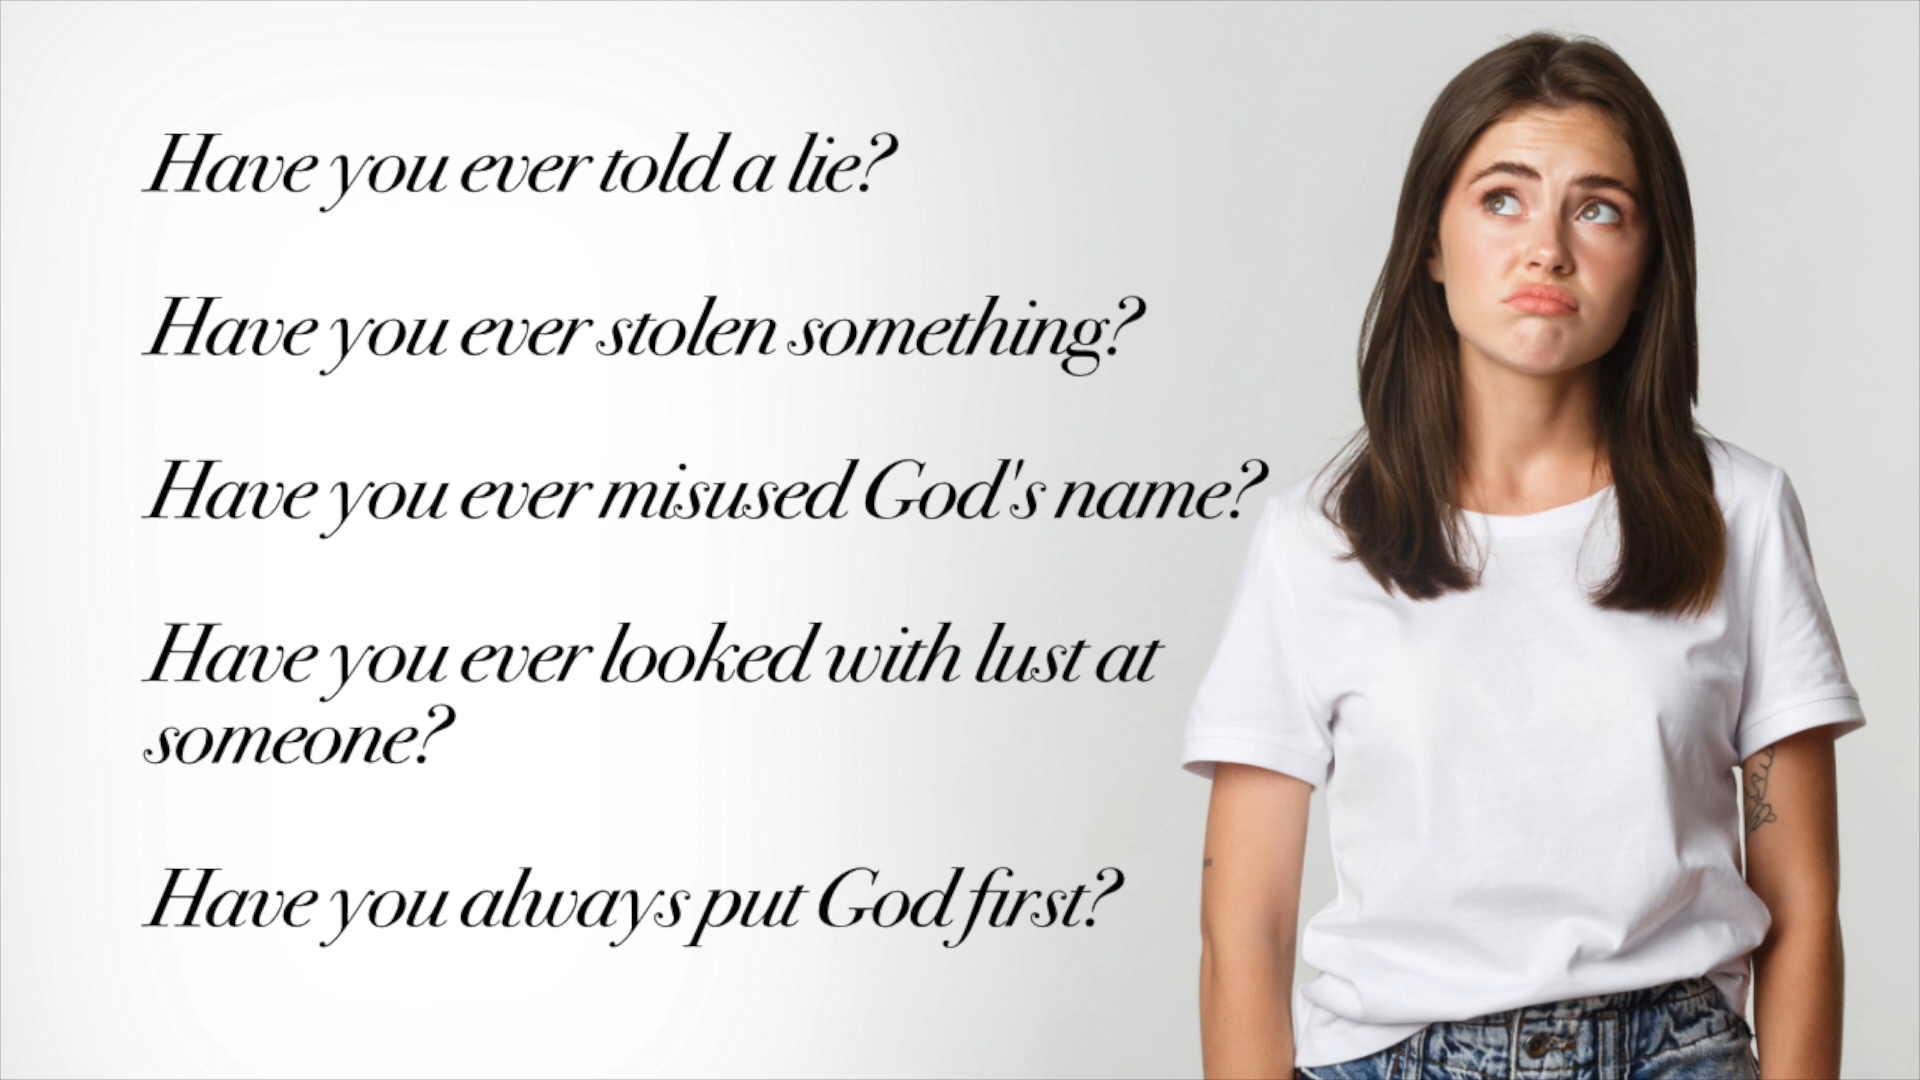 Have you ever told a lie?
Have you ever stolen something?
Have you ever misused God's name?
Have you ever looked with lust at
someone?
Have you always put God first?